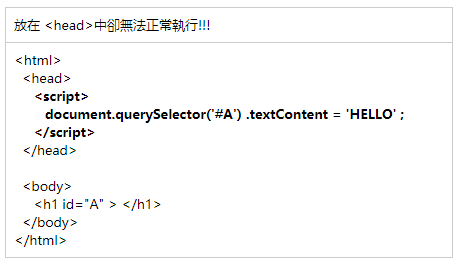 放在 <head>中卻無法正常執行!!!
<html>
<head>
<script>
document.querySelector('#A') .textContent = 'HELLO' ;
</script>
</head>
<body>
<h1 id="A" > </h1>
</body>
</html>